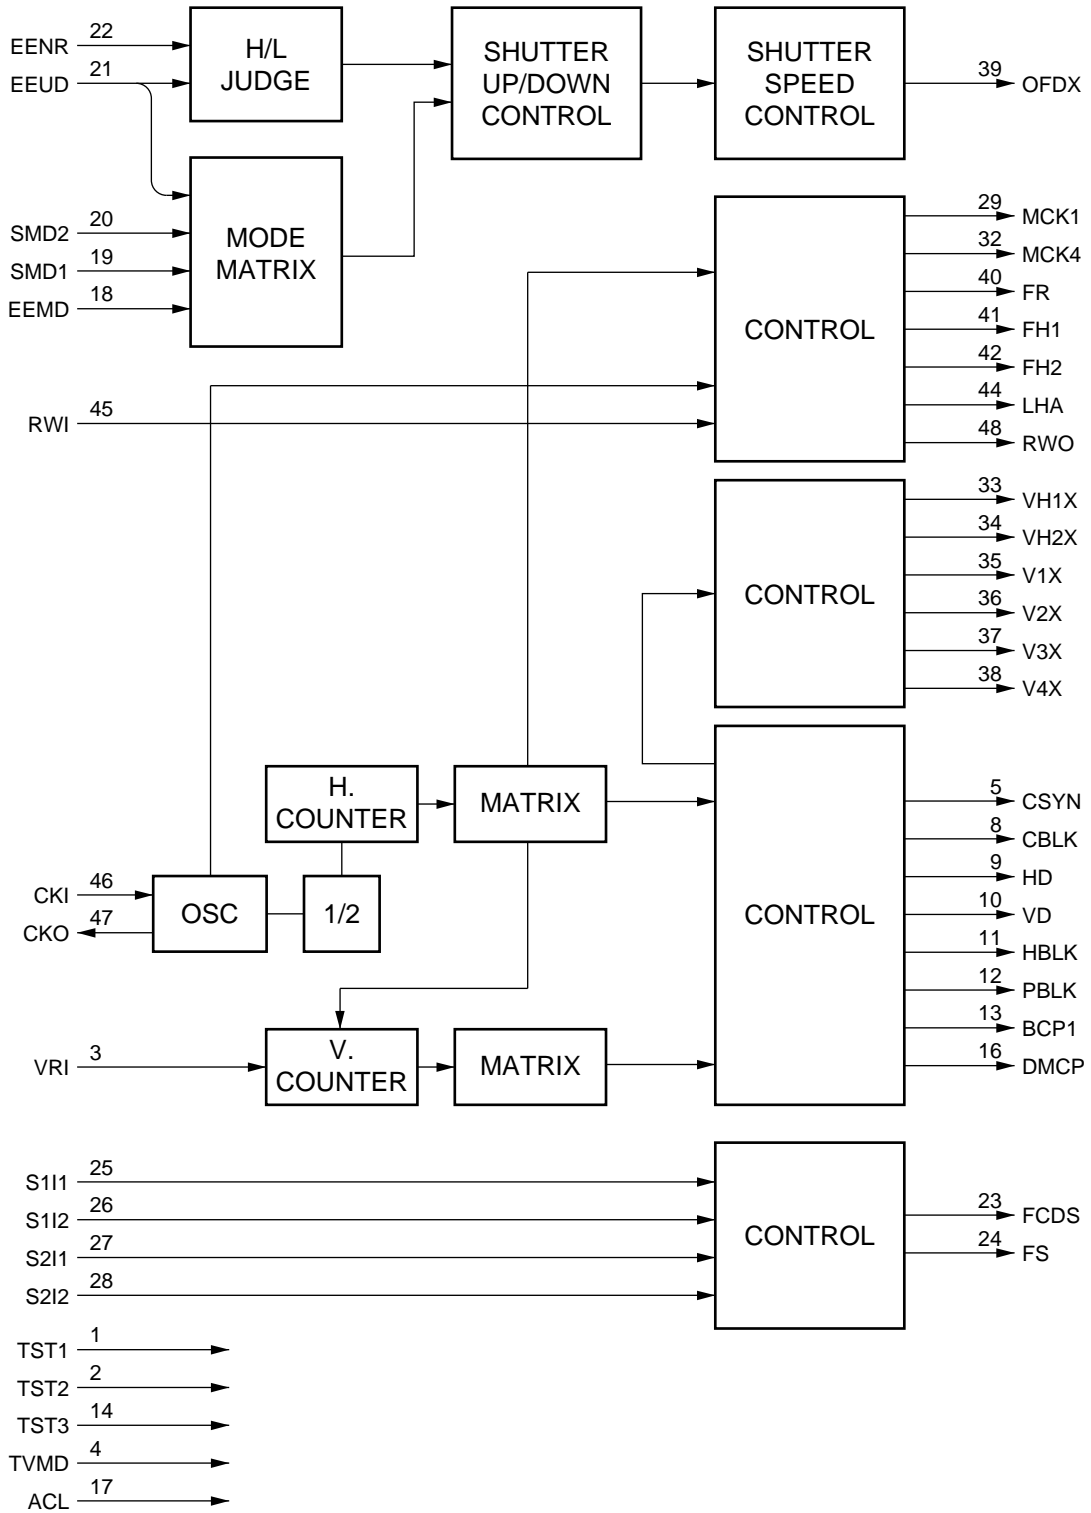 EENR 22
EEUD 21
H/L
JUDGE
SHUTTER
UP/DOWN
CONTROL
SHUTTER
SPEED
CONTROL
39 OFDX
SMD2 20
SMD1 19
EEMD 18
MODE
MATRIX
RWI 45
CONTROL
29 MCK1
32 MCK4
40 FR
41 FH1
42 FH2
44 LHA
48 RWO
CONTROL
33 VH1X
34 VH2X
35 V1X
36 V2X
37 V3X
38 V4X
H.
COUNTER
MATRIX
CKI 46
CKO 47
OSC
1/2
CONTROL
5 CSYN
8 CBLK
9 HD
10 VD
11 HBLK
12 PBLK
13 BCP1
16 DMCP
VRI 3
V.
COUNTER
MATRIX
S1I1 25
S1I2 26
S2I1 27
S2I2 28
CONTROL
23 FCDS
24 FS
TST1 1
TST2 2
TST3 14
TVMD 4
ACL 17